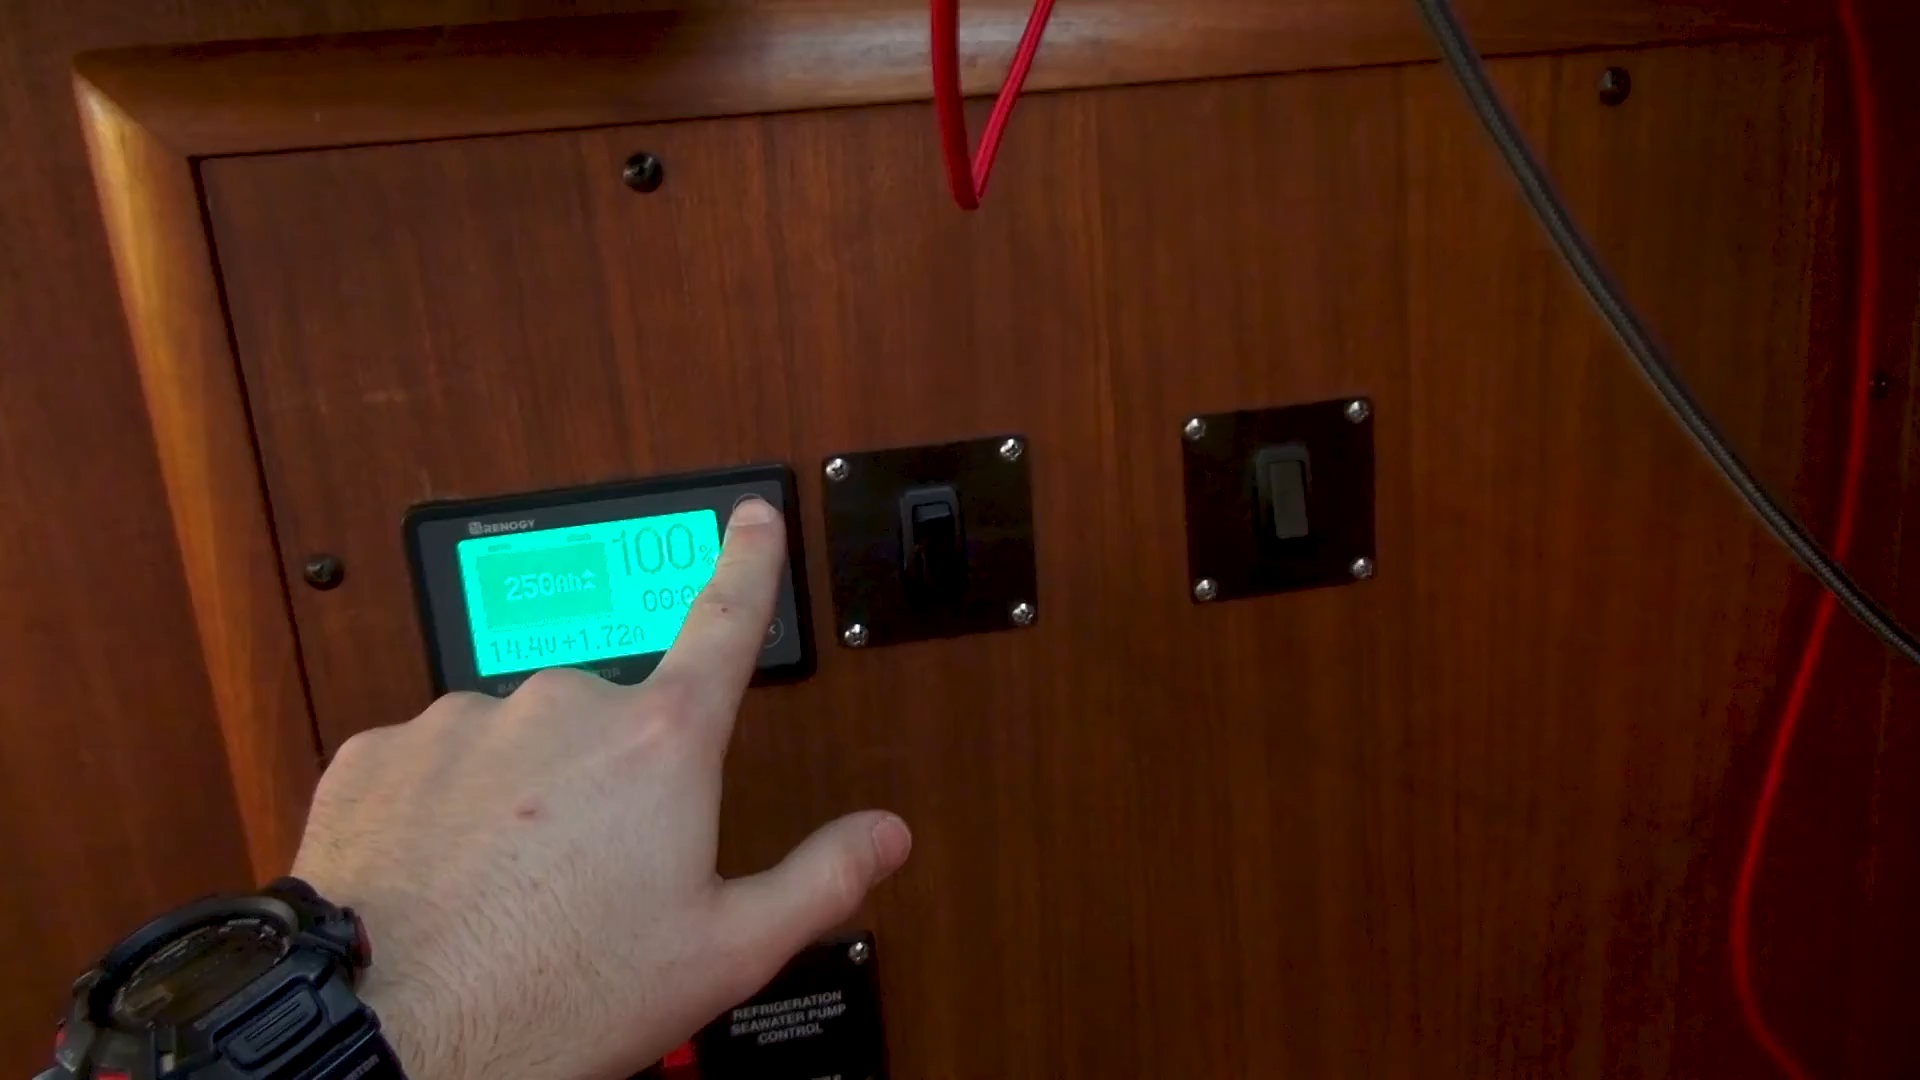 RENOGY
100%
250Ah
14.4V+1.72A
REFRIGERATION
SEAWATER PUMP
CONTROL